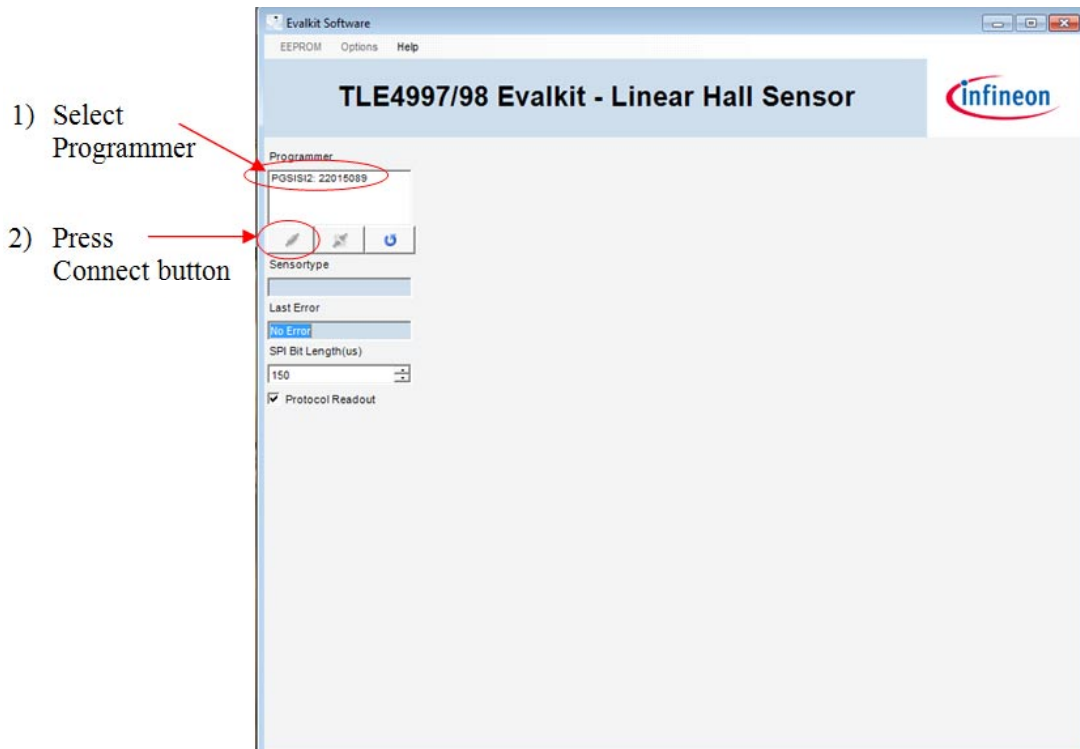 Evalkit Software
EEPROM Options Help
TLE4997/98 Evalkit - Linear Hall Sensor
infineon
1) Select
Programmer
Programmer
PGSISI2: 22015089
2) Press
Connect button
Sensortype
Last Error
No Error
SPI Bit Length(us)
150
Protocol Readout